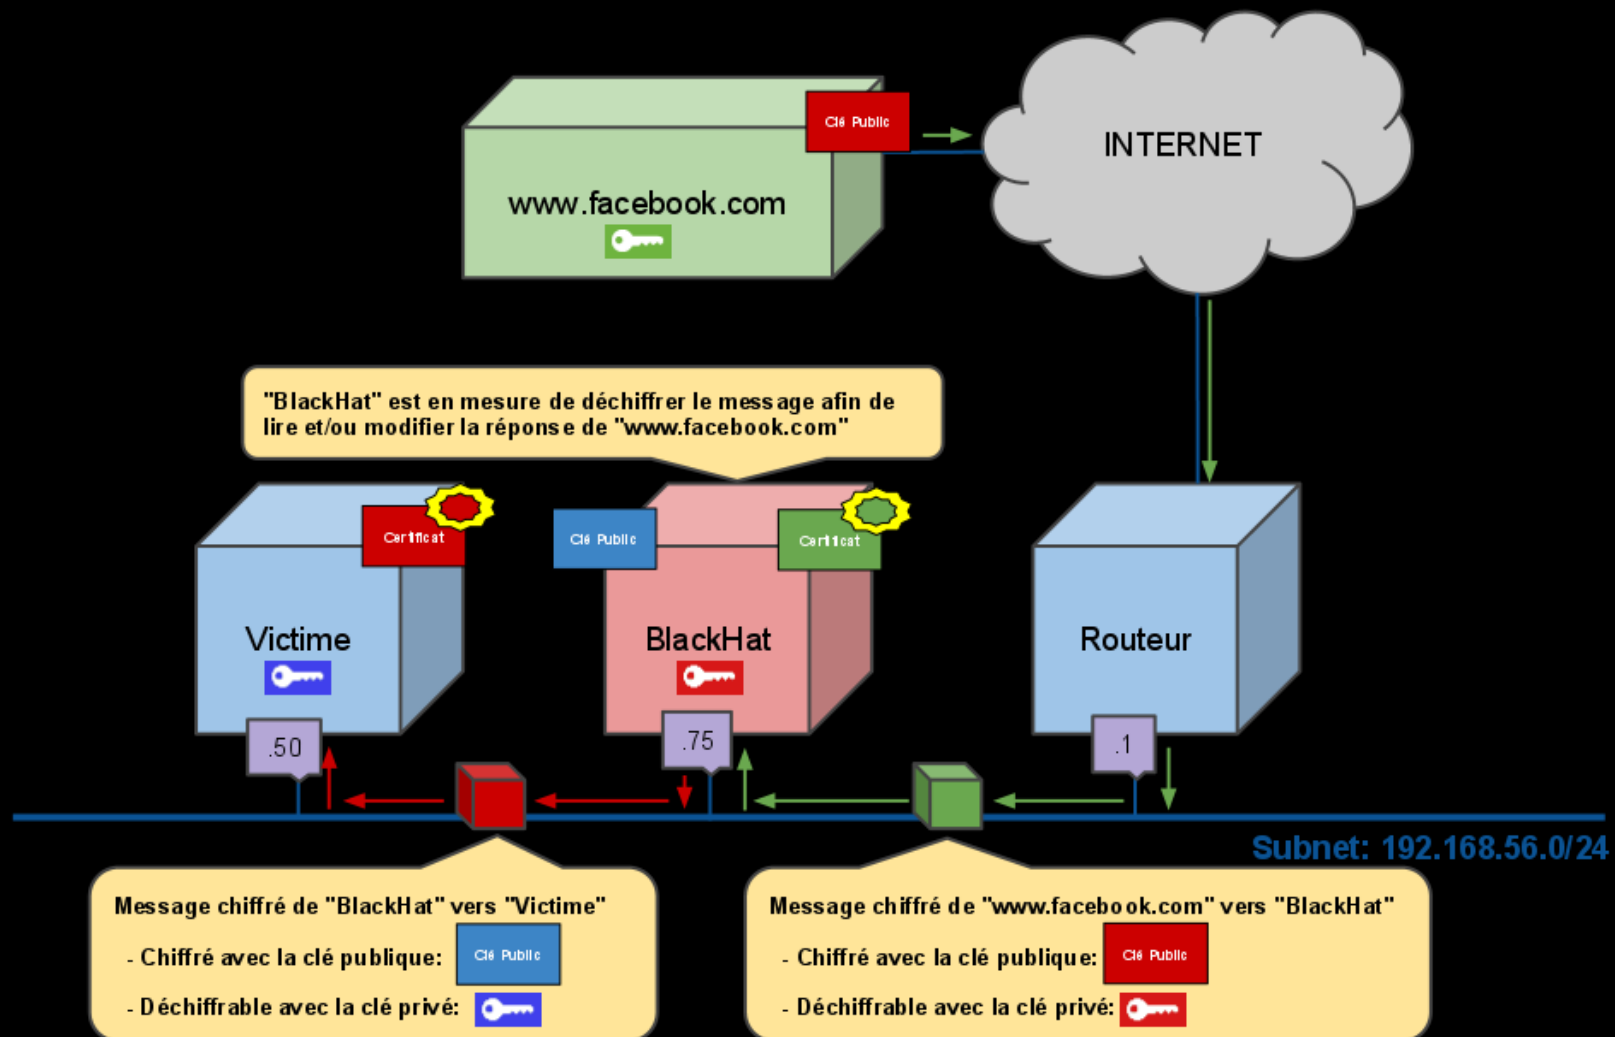 Clé Public
INTERNET
www.facebook.com
"BlackHat" est en mesure de déchiffrer le message afin de
lire et/ou modifier la réponse de "www.facebook.com"
Certificat
Clé Public
Certificat
Victime
BlackHat
Routeur
.50
.75
.1
Subnet: 192.168.56.0/24
Message chiffré de "BlackHat" vers "Victime"
- Chiffré avec la clé publique: Clé Public
- Déchiffrable avec la clé privé:
Message chiffré de "www.facebook.com" vers "BlackHat"
- Chiffré avec la clé publique: Clé Public
- Déchiffrable avec la clé privé: